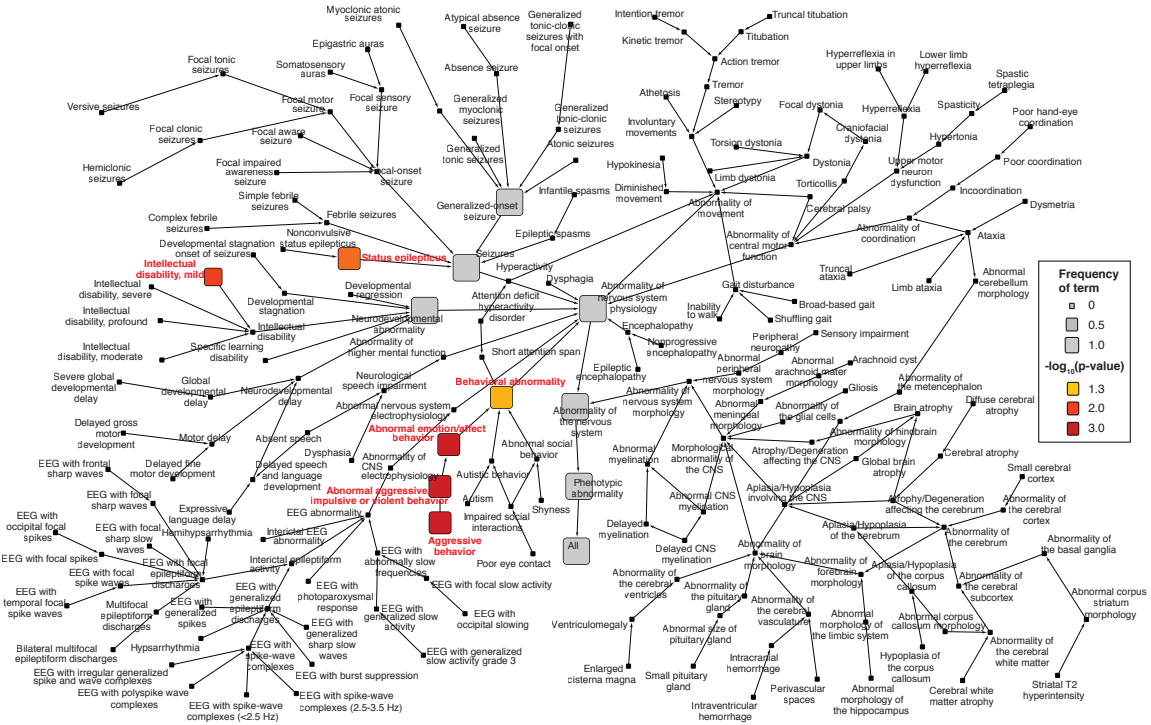 Myoclonic atonic
seizures
Atypical absence
seizure
Generalized
tonic-clonic
seizures with
focal onset
Intention tremor
Truncal titubation
Kinetic tremor
Titubation
Epigastric auras
Focal tonic
seizures
Somatosensory
auras
Absence seizure
Action tremor
Hyperreflexia in
upper limbs
Lower limb
hyperreflexia
Spastic
tetraplegia
Versive seizures
Focal motor
seizure
Focal sensory
seizure
Generalized
myoclonic
seizures
Generalized
tonic-clonic
seizures
Athetosis
Tremor
Stereotypy
Focal dystonia
Hyperreflexia
Spasticity
Poor hand-eye
coordination
Focal clonic
seizures
Focal aware
seizure
Involuntary
movements
Craniofacial
dystonia
Hypertonia
Generalized
tonic seizures
Atonic seizures
Torsion dystonia
Hemiclonic
seizures
Focal impaired
awareness
seizure
Focal-onset
seizure
Hypokinesia
Dystonia
Upper motor
neuron
dysfunction
Poor coordination
Simple febrile
seizures
Generalized-onset
seizure
Infantile spasms
Diminished
movement
Limb dystonia
Torticollis
Incoordination
Complex febrile
seizures
Febrile seizures
Abnormality of
movement
Cerebral palsy
Dysmetria
Nonconvulsive
status epilepticus
Epileptic spasms
Abnormality of
coordination
Ataxia
Developmental stagnation
onset of seizures
Status epilepticus
Seizures
Abnormality of
central motor
function
Intellectual
disability, mild
Hyperactivity
Dysphagia
Truncal
ataxia
Limb ataxia
Abnormal
cerebellum
morphology
Intellectual
disability, severe
Developmental
regression
Attention deficit
hyperactivity
disorder
Abnormality of
nervous system
physiology
Gait disturbance
Developmental
stagnation
Inability
to walk
Broad-based gait
Intellectual
disability, profound
Intellectual
disability
Neurodevelopmental
abnormality
Shuffling gait
Encephalopathy
Sensory impairment
Intellectual
disability, moderate
Specific learning
disability
Abnormality of
higher mental function
Short attention span
Nonprogressive
encephalopathy
Peripheral
neuropathy
Epileptic
encephalopathy
Abnormal
peripheral
nervous system
morphology
Abnormal
arachnoid mater
morphology
Arachnoid cyst
Severe global
developmental
delay
Global
developmental
delay
Neurodevelopmental
delay
Neurological
speech impairment
Behavioral abnormality
Abnormality of
nervous system
morphology
Gliosis
Abnormality of
the metencephalon
Abnormal nervous system
electrophysiology
Abnormality of
the nervous
system
Abnormal
meningeal
morphology
Abnormality of
the glial cells
Brain atrophy
Diffuse cerebral
atrophy
Delayed gross
motor
development
Motor delay
Absent speech
Abnormal emotion/affect
behavior
Abnormal social
behavior
Abnormality of hindbrain
morphology
Dysphasia
Abnormal
myelination
Morphological
abnormality of
the CNS
Atrophy/Degeneration
affecting the CNS
Cerebral atrophy
EEG with frontal
sharp waves
Delayed fine
motor
development
Delayed speech
and language
development
Abnormality of
CNS
electrophysiology
Autistic behavior
Phenotypic
abnormality
Global brain
atrophy
Small cerebral
cortex
EEG with focal
sharp waves
Abnormal aggressive,
impulsive or violent behavior
Autism
Abnormal CNS
myelination
Aplasia/Hypoplasia
involving the CNS
Atrophy/Degeneration
affecting the cerebrum
Abnormality of
the cerebral
cortex
Expressive
language delay
EEG abnormality
Shyness
Impaired social
interactions
EEG with
occipital focal
spikes
EEG with focal
sharp slow
waves
Hemihypsarrhythmia
Interictal EEG
abnormality
Aggressive
behavior
All
Delayed
myelination
Aplasia/Hypoplasia
of the cerebrum
Abnormality of
the cerebrum
Abnormality of
the basal ganglia
EEG with focal spikes
EEG with focal
epileptiform
discharges
Interictal epileptiform
activity
EEG with
abnormally slow
frequencies
Poor eye contact
Delayed CNS
myelination
Abnormality of
brain
morphology
Abnormality of
forebrain
morphology
Aplasia/Hypoplasia
of the corpus
callosum
EEG with focal
spike waves
EEG with
photoparoxysmal
response
EEG with focal slow activity
Abnormality of
the cerebral
ventricles
Abnormality of
the pituitary
gland
Abnormality of
the cerebral
subcortex
Abnormal corpus
striatum
morphology
EEG with
temporal focal
spike waves
Multifocal
epileptiform
discharges
EEG with
generalized
spikes
EEG with
generalized
epileptiform
discharges
EEG with
generalized slow
activity
EEG with
occipital slowing
Abnormality of
the cerebral
vasculature
Ventriculomegaly
Abnormal size of
pituitary gland
Abnormal
morphology of
the limbic system
Abnormal corpus
callosum morphology
EEG with
generalized
sharp slow
waves
Abnormality of
the cerebral
white matter
Bilateral multifocal
epileptiform discharges
Hypsarrhythmia
EEG with
spike-wave
complexes
EEG with generalized
slow activity grade 3
Enlarged
cisterna magna
Small pituitary
gland
Intracranial
hemorrhage
Hypoplasia of
the corpus
callosum
EEG with irregular generalized
spike and wave complexes
EEG with burst suppression
EEG with polyspike wave
complexes
EEG with spike-wave
complexes (2.5-3.5 Hz)
EEG with spike-wave
complexes (<2.5 Hz)
Intraventricular
hemorrhage
Perivascular
spaces
Abnormal
morphology of
the hippocampus
Cerebral white
matter atrophy
Striatal T2
hyperintensity
Frequency
of term
0
0.5
1.0
-log10(p-value)
1.3
2.0
3.0